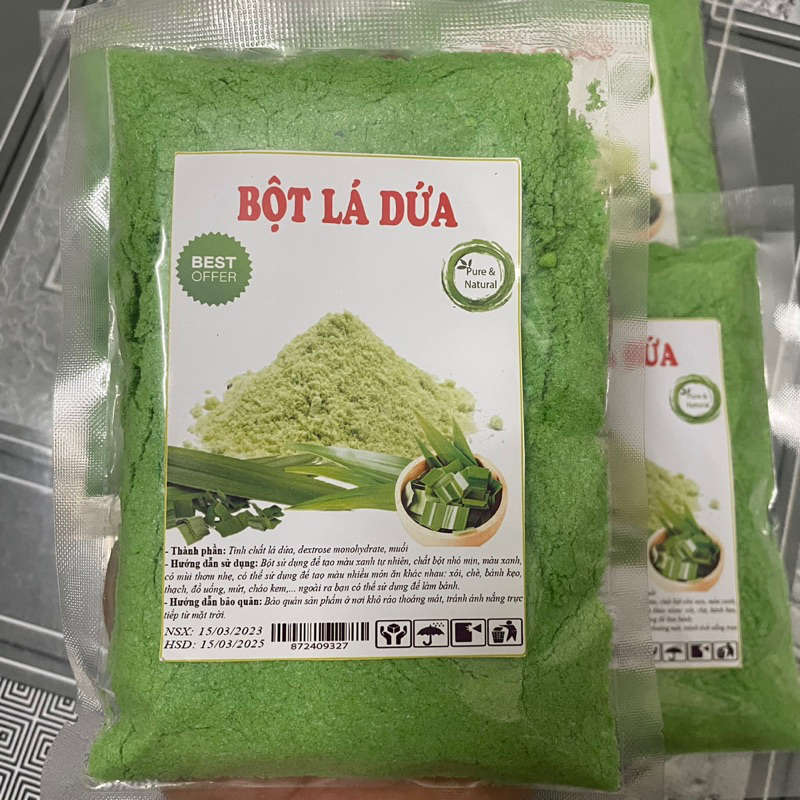 BỘT LÁ DỨA
BEST
OFFER
Pure &
Natural
- Thành phần: Tinh chất lá dứa, dextrose monohydrate, muối
- Hướng dẫn sử dụng: Bột sử dụng để tạo màu xanh tự nhiên, chất bột nhỏ mịn, màu xanh,
có mùi thơm nhẹ, có thể sử dụng để tạo màu nhiều món ăn khác nhau: xôi, chè, bánh kẹo,
thạch, đồ uống, mứt, cháo kem,... ngoài ra bạn có thể sử dụng để làm bánh.
- Hướng dẫn bảo quản: Bảo quản sản phẩm ở nơi khô ráo thoáng mát, tránh ánh nắng trực
tiếp từ mặt trời.
NSX: 15/03/2023
HSD: 15/03/2025
872409327
ỨA
Pure &
Natural